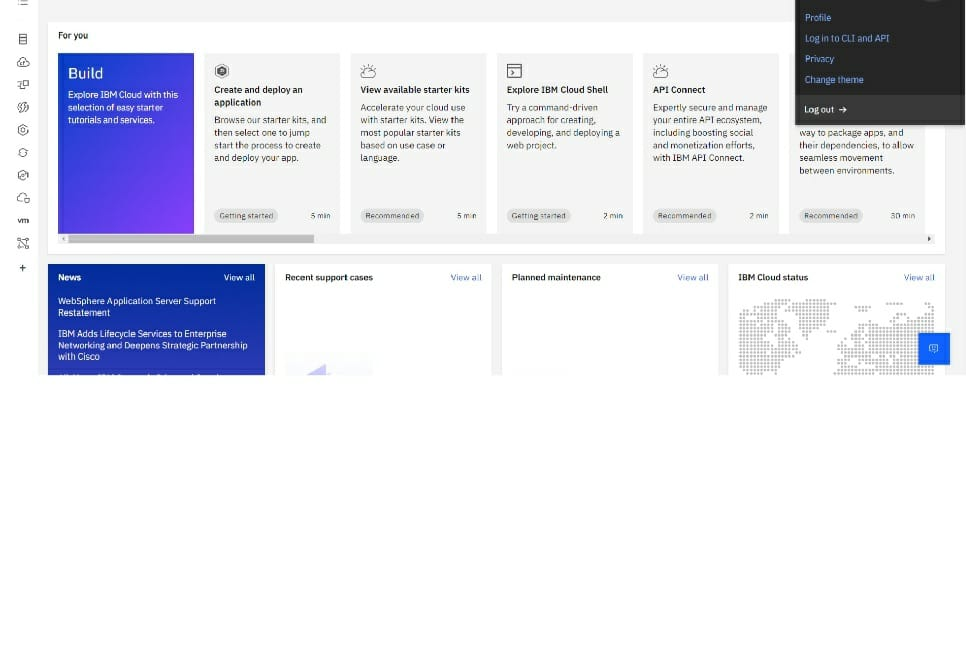 For you
Build
Explore IBM Cloud with this
selection of easy starter
tutorials and services.
Create and deploy an
application
Browse our starter kits, and
then select one to jump
start the process to create
and deploy your app.
Getting started
5 min
View available starter kits
Accelerate your cloud use
with starter kits. View the
most popular starter kits
based on use case or
language.
Recommended
5 min
Explore IBM Cloud Shell
Try a command-driven
approach for creating,
developing, and deploying a
web project.
Getting started
2 min
API Connect
Expertly secure and manage
your entire API ecosystem,
including boosting social
and monetization efforts,
with IBM API Connect.
Recommended
2 min
way to package apps, and
their dependencies, to allow
seamless movement
between environments.
Recommended
30 min
Profile
Log in to CLI and API
Privacy
Change theme
Log out →
vm
+
News
View all
WebSphere Application Server Support
Restatement
IBM Adds Lifecycle Services to Enterprise
Networking and Deepens Strategic Partnership
with Cisco
Recent support cases
View all
Planned maintenance
View all
IBM Cloud status
View all